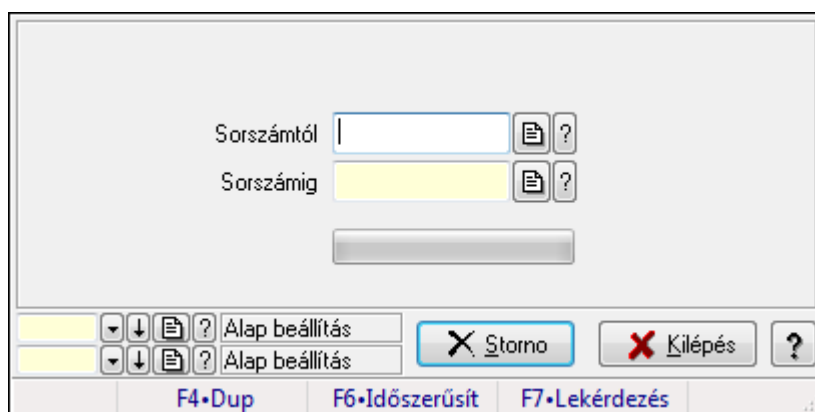 Sorszámtól ?
Sorszámig ?
? Alap beállítás
? Alap beállítás
Storno
Kilépés
?
F4•Dup F6•Időszerűsít F7•Lekérdezés